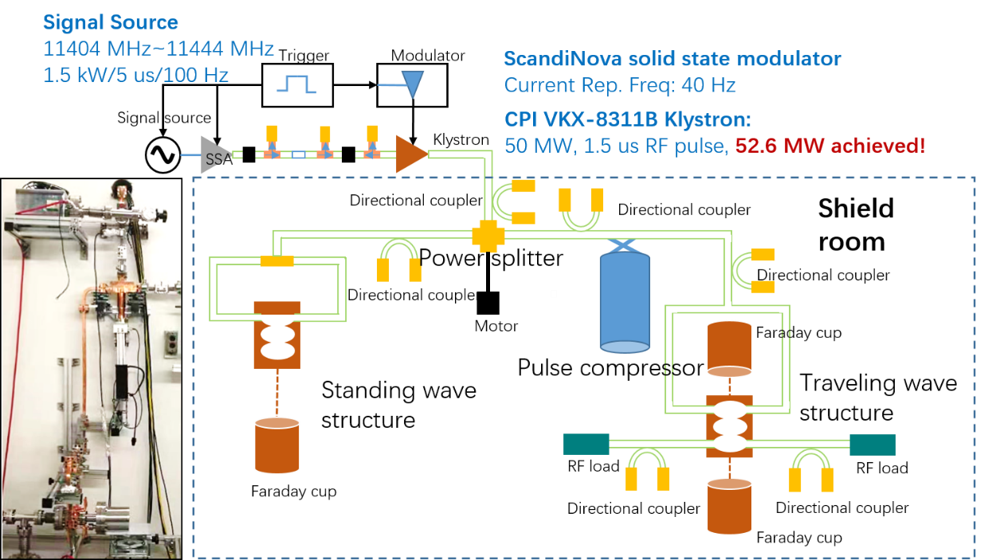 Signal Source
11404 MHz~11444 MHz
1.5 kW/5 us/100 Hz
Trigger
Modulator
ScandiNova solid state modulator
Current Rep. Freq: 40 Hz
CPI VKX-8311B Klystron:
50 MW, 1.5 us RF pulse, 52.6 MW achieved!
Signal source
SSA
Klystron
Directional coupler
Directional coupler
Shield
room
Power splitter
Directional coupler
Directional couple
Motor
Faraday cup
Pulse compressor
Standing wave
structure
Traveling wave
structure
RF load
RF load
Faraday cup
Directional coupler
Directional coupler
Faraday cup